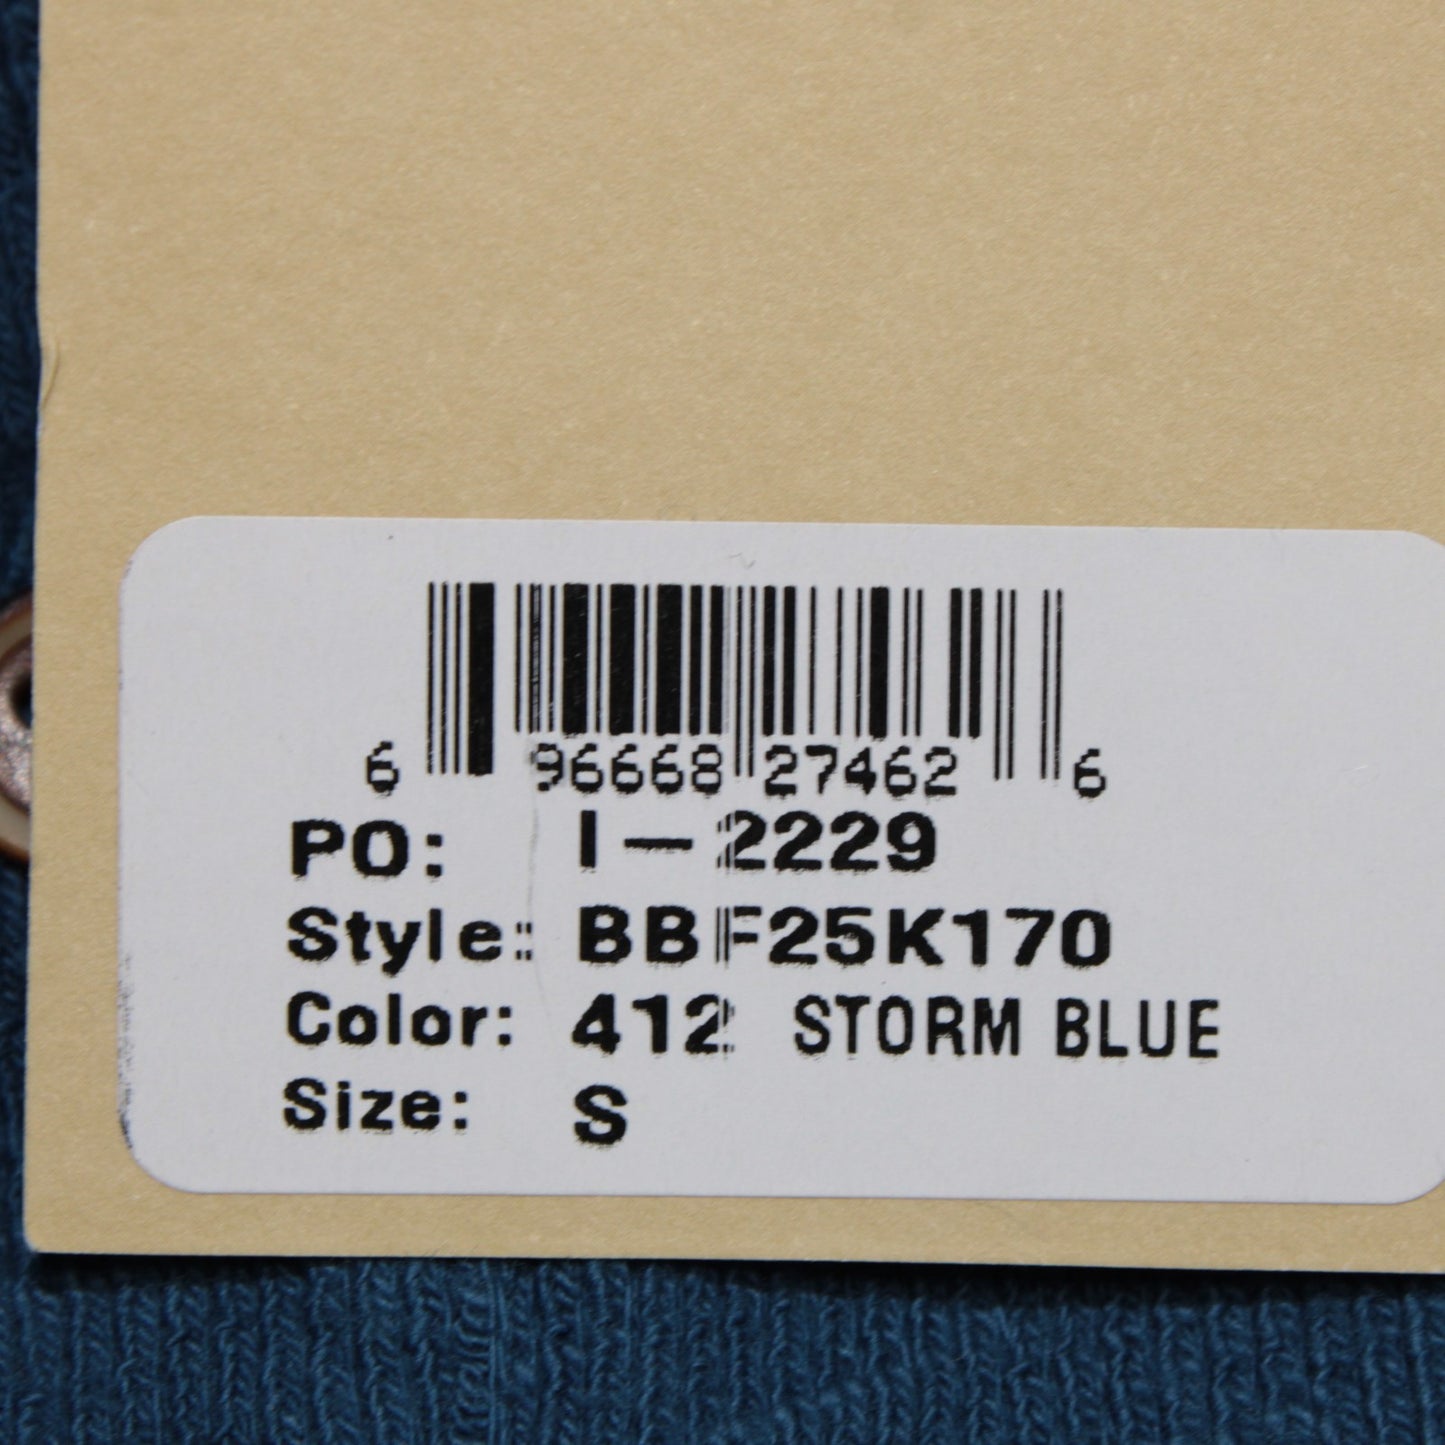 6 96668 27462 6
PO: I-2229
Style: BBF25K170
Color: 412 STORM BLUE
Size: S